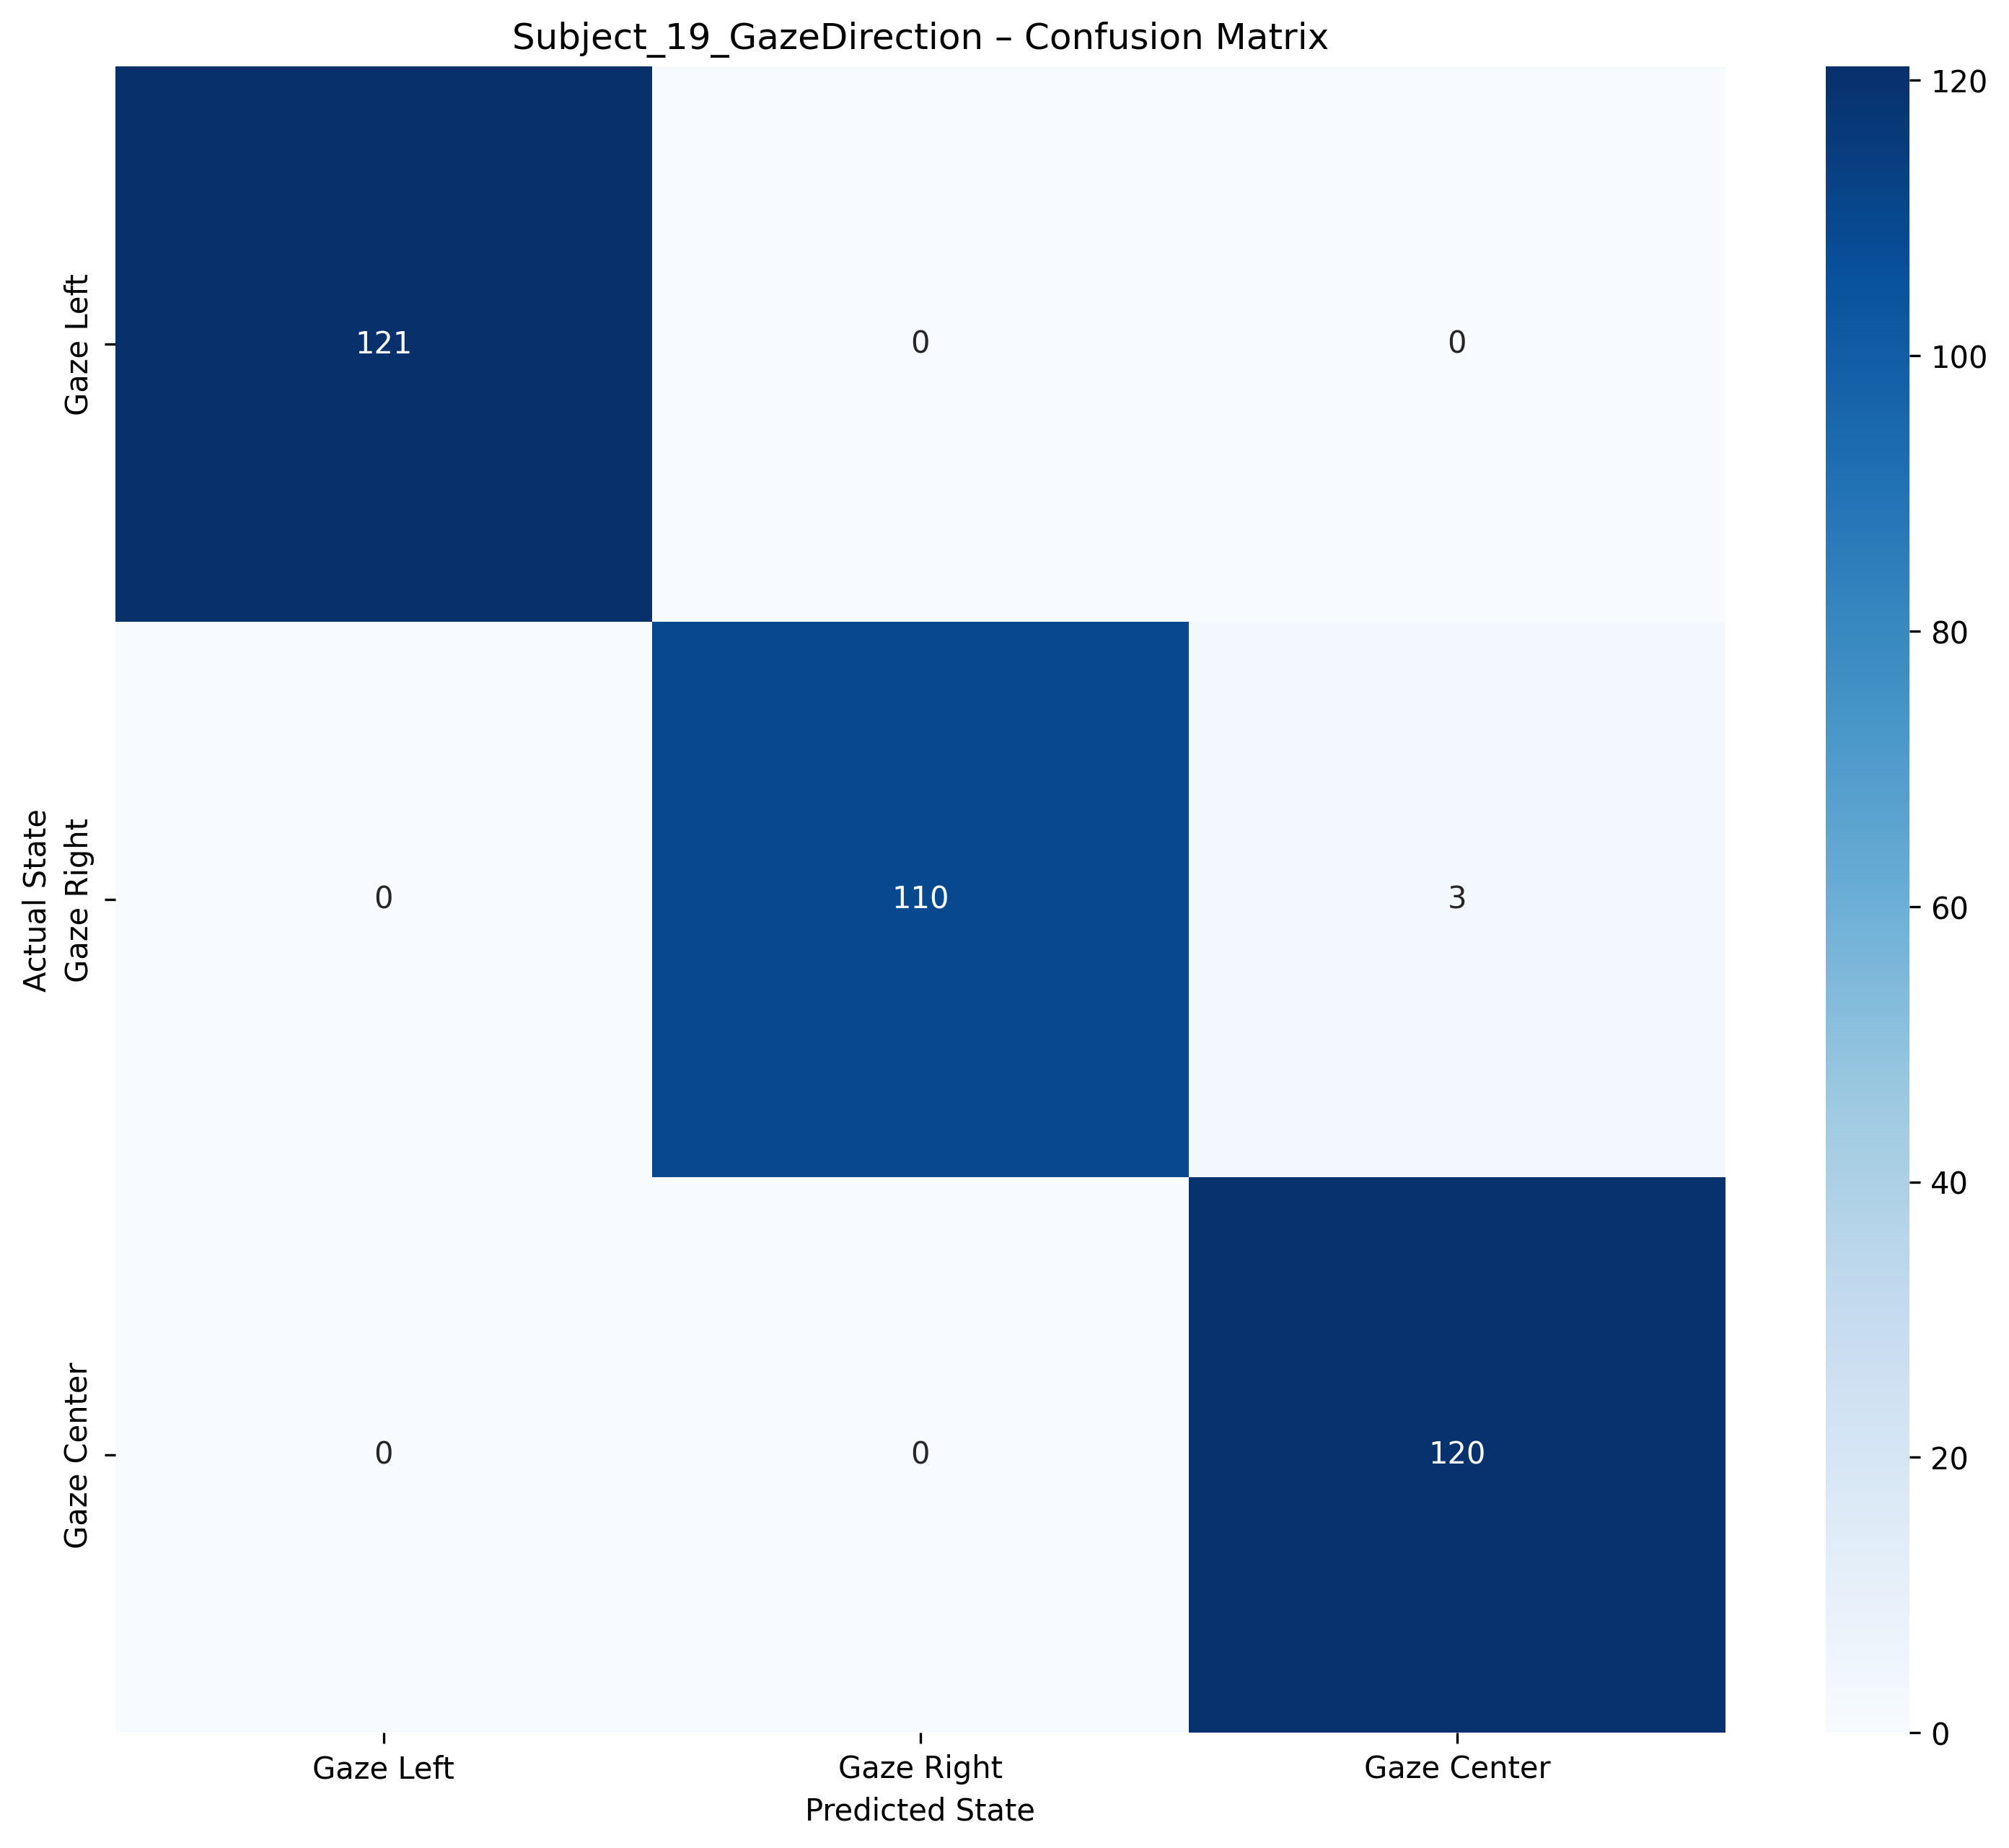 Subject_19_GazeDirection – Confusion Matrix
Actual State
Gaze Left
121 0 0
Gaze Right
0 110 3
Gaze Center
0 0 120
Gaze Left Gaze Right Gaze Center
Predicted State
120
100
80
60
40
20
0